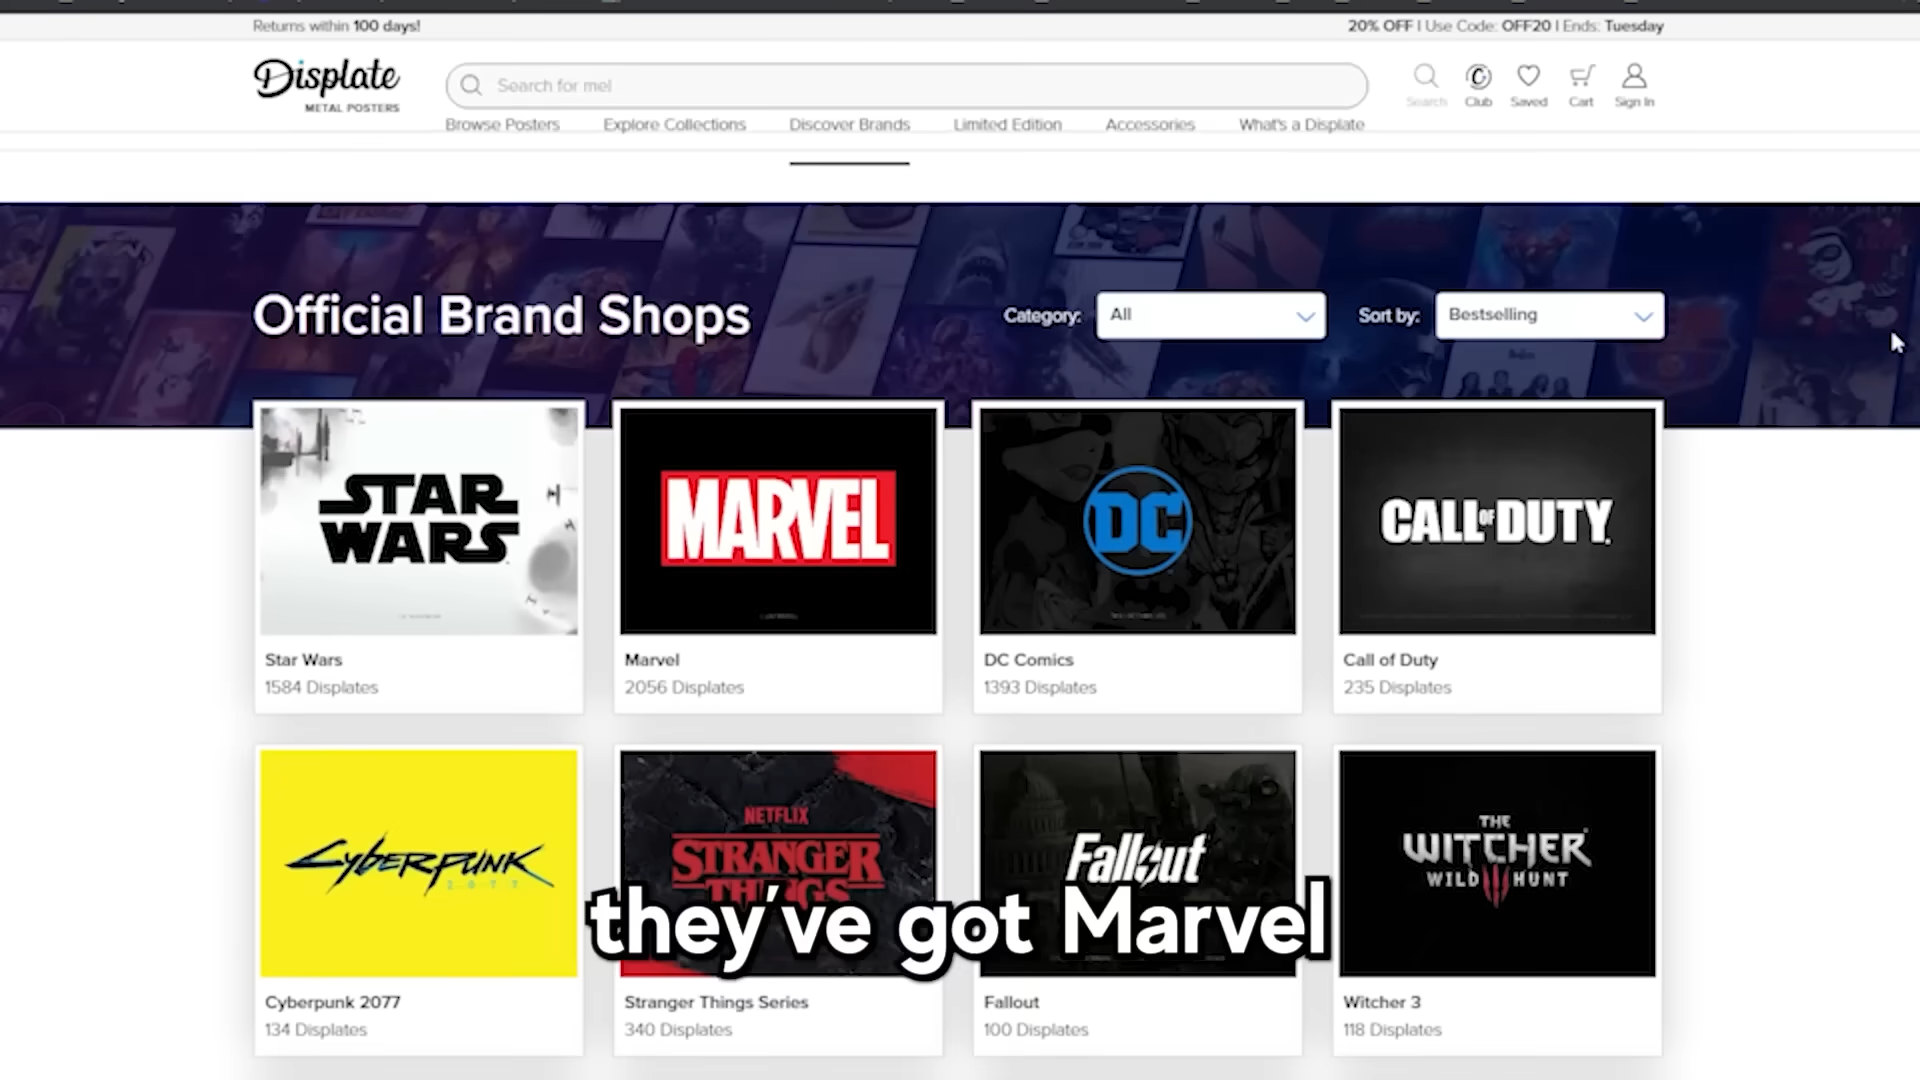 Returns within 100 days!
20% OFF | Use Code: OFF20 | Ends: Tuesday
Displate
METAL POSTERS
Search for me!
Search
Club
Saved
Cart
Sign In
Browse Posters
Explore Collections
Discover Brands
Limited Edition
Accessories
What's a Displate
Official Brand Shops
Category:
All
Sort by:
Bestselling
STAR
WARS
MARVEL
DC
CALL OF DUTY
Star Wars
1584 Displates
Marvel
2056 Displates
DC Comics
1393 Displates
Call of Duty
235 Displates
CYBERPUNK
2077
NETFLIX
STRANGER
THINGS
Fallout
THE
WITCHER
WILD HUNT
they've got Marvel
Cyberpunk 2077
134 Displates
Stranger Things Series
340 Displates
Fallout
100 Displates
Witcher 3
118 Displates